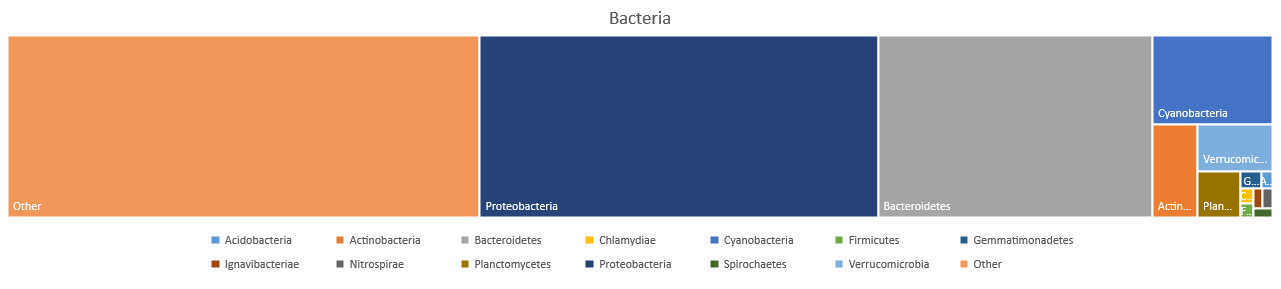 Bacteria
Cyanobacteria
Verrucomic...
G...
A...
Other
Proteobacteria
Bacteroidetes
Actin...
Plan...
Acidobacteria
Actinobacteria
Bacteroidetes
Chlamydiae
Cyanobacteria
Firmicutes
Gemmatimonadetes
Ignavibacteriae
Nitrospirae
Planctomycetes
Proteobacteria
Spirochaetes
Verrucomicrobia
Other